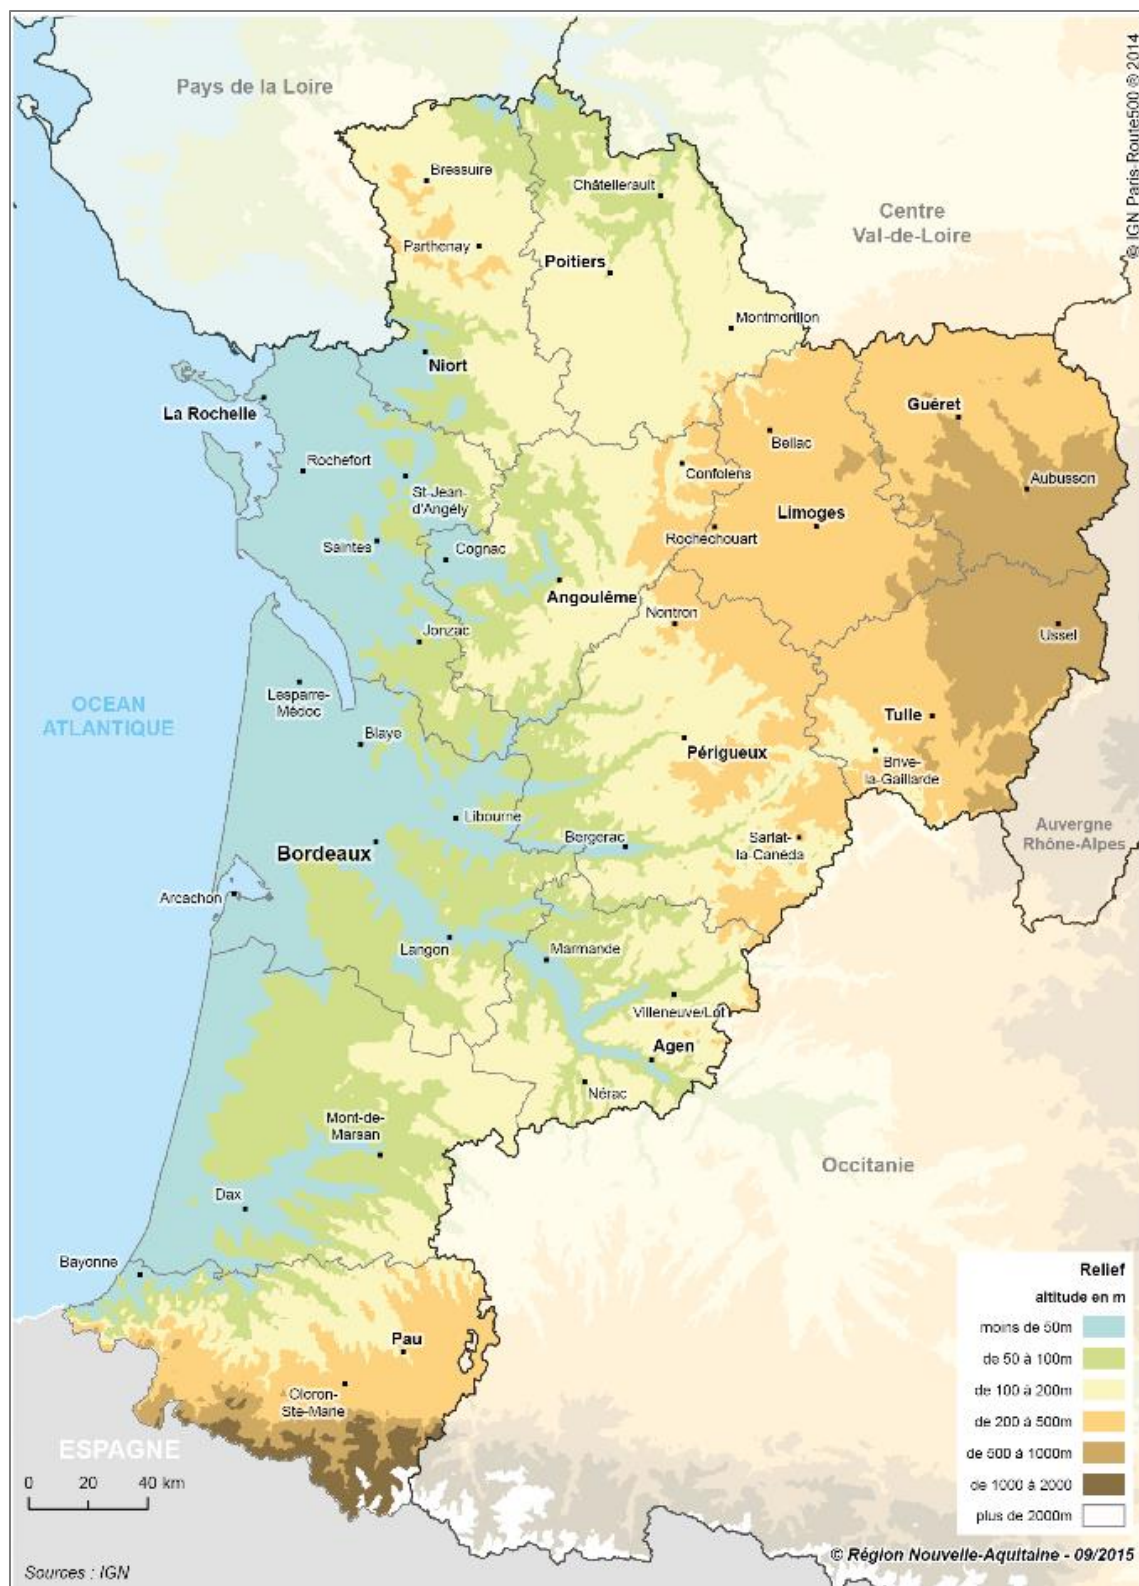 © IGN Paris-Route500 ® 2014
Pays de la Loire
Bressuire
Châtellerault
Centre
Val-de-Loire
Parthenay
Poitiers
Montmorillon
Niort
La Rochelle
Guéret
Bellac
Rochefort
Confolens
Aubusson
St-Jean-
d'Angély
Limoges
Saintes
Cognac
Rochechouart
Angoulême
Nontron
Jonzac
Ussel
Lesparre-
Médoc
OCEAN
ATLANTIQUE
Tulle
Blaye
Périgueux
Brive-
la-Gaillarde
Libourne
Bergerac
Sarlat-
la-Canéda
Auvergne
Rhône-Alpes
Bordeaux
Arcachon
Langon
Marmande
Villeneuve/Lot
Agen
Nérac
Mont-de-
Marsan
Occitanie
Dax
Bayonne
Pau
Oloron-
Ste-Marie
ESPAGNE
0 20 40 km
Relief
altitude en m
moins de 50m
de 50 à 100m
de 100 à 200m
de 200 à 500m
de 500 à 1000m
de 1000 à 2000
plus de 2000m
© Région Nouvelle-Aquitaine - 09/2015
Sources : IGN